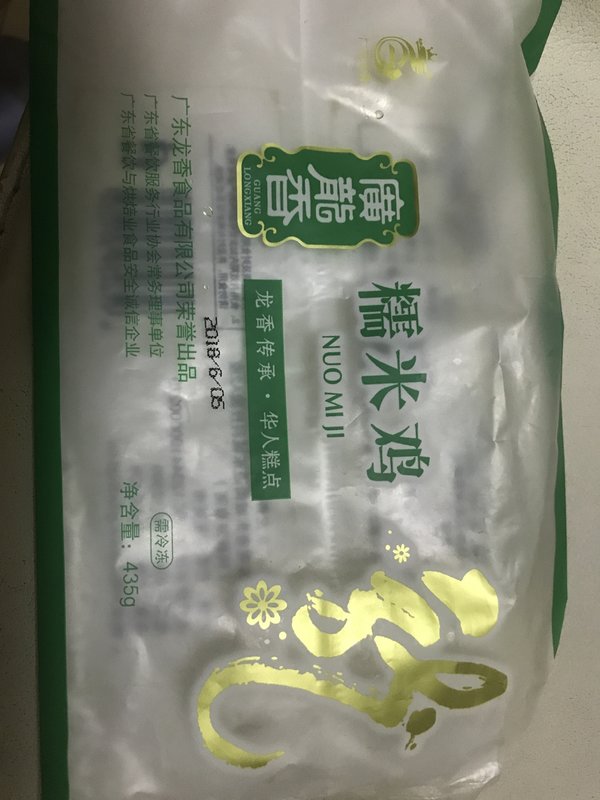 廣龍香
GUANG
LONGXIANG
糯米鸡
NUO MI JI
龙香传承·华人糕点
2018/6/05
广东龙香食品有限公司荣誉出品
广东省餐饮服务行业协会常务理事单位
广东省餐饮与烘焙业食品安全诚信企业
需冷冻
净含量：435g